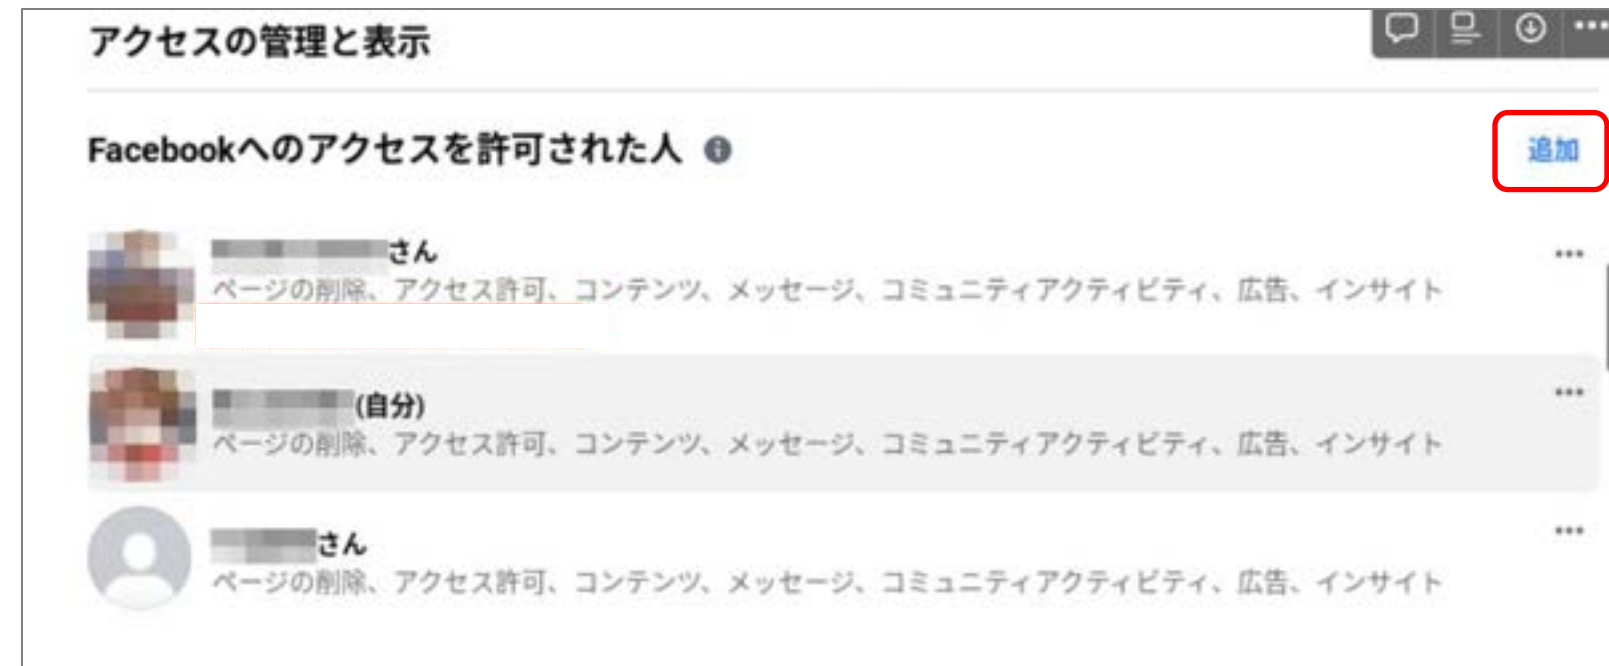 アクセスの管理と表示
Facebookへのアクセスを許可された人
追加
さん
ページの削除、アクセス許可、コンテンツ、メッセージ、コミュニティアクティビティ、広告、インサイト
(自分)
ページの削除、アクセス許可、コンテンツ、メッセージ、コミュニティアクティビティ、広告、インサイト
さん
ページの削除、アクセス許可、コンテンツ、メッセージ、コミュニティアクティビティ、広告、インサイト